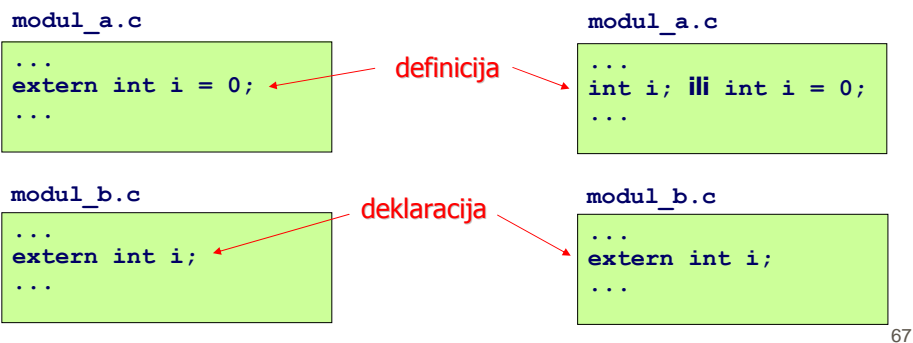 modul_a.c
...
extern int i = 0;
...
definicija
modul_a.c
...
int i; ili int i = 0;
...
modul_b.c
...
extern int i;
...
deklaracija
modul_b.c
...
extern int i;
...
67